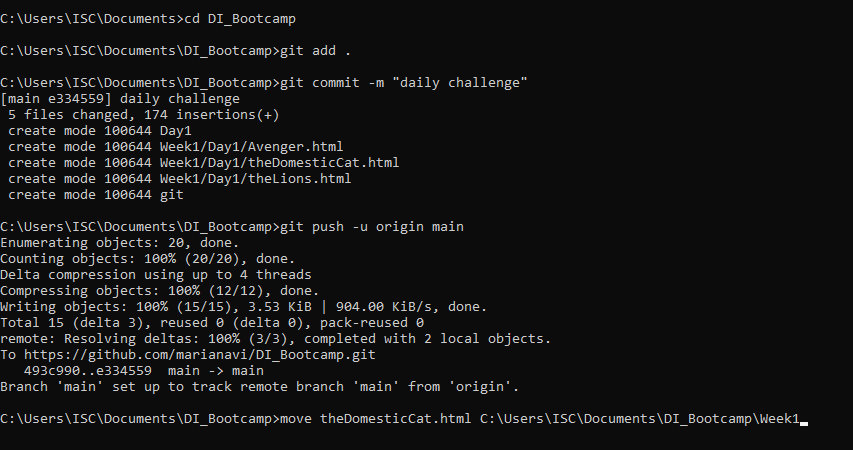 C:\Users\ISC\Documents>cd DI_Bootcamp
C:\Users\ISC\Documents\DI_Bootcamp>git add .
C:\Users\ISC\Documents\DI_Bootcamp>git commit -m "daily challenge"
[main e334559] daily challenge
 5 files changed, 174 insertions(+)
 create mode 100644 Day1
 create mode 100644 Week1/Day1/Avenger.html
 create mode 100644 Week1/Day1/theDomesticCat.html
 create mode 100644 Week1/Day1/theLions.html
 create mode 100644 git
C:\Users\ISC\Documents\DI_Bootcamp>git push -u origin main
Enumerating objects: 20, done.
Counting objects: 100% (20/20), done.
Delta compression using up to 4 threads
Compressing objects: 100% (12/12), done.
Writing objects: 100% (15/15), 3.53 KiB | 904.00 KiB/s, done.
Total 15 (delta 3), reused 0 (delta 0), pack-reused 0
remote: Resolving deltas: 100% (3/3), completed with 2 local objects.
To https://github.com/marianavi/DI_Bootcamp.git
   493c990..e334559  main -> main
Branch 'main' set up to track remote branch 'main' from 'origin'.
C:\Users\ISC\Documents\DI_Bootcamp>move theDomesticCat.html C:\Users\ISC\Documents\DI_Bootcamp\Week1